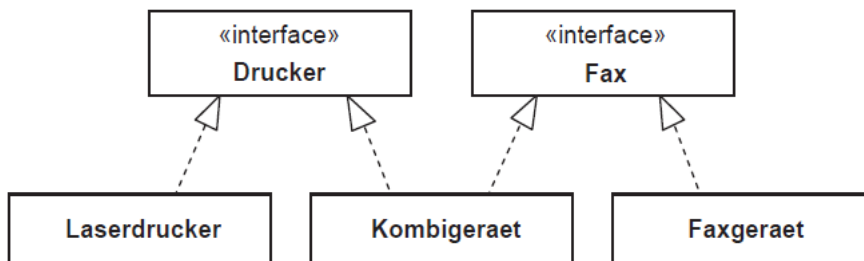 «interface»
Drucker
«interface»
Fax
Laserdrucker
Kombigeraet
Faxgeraet